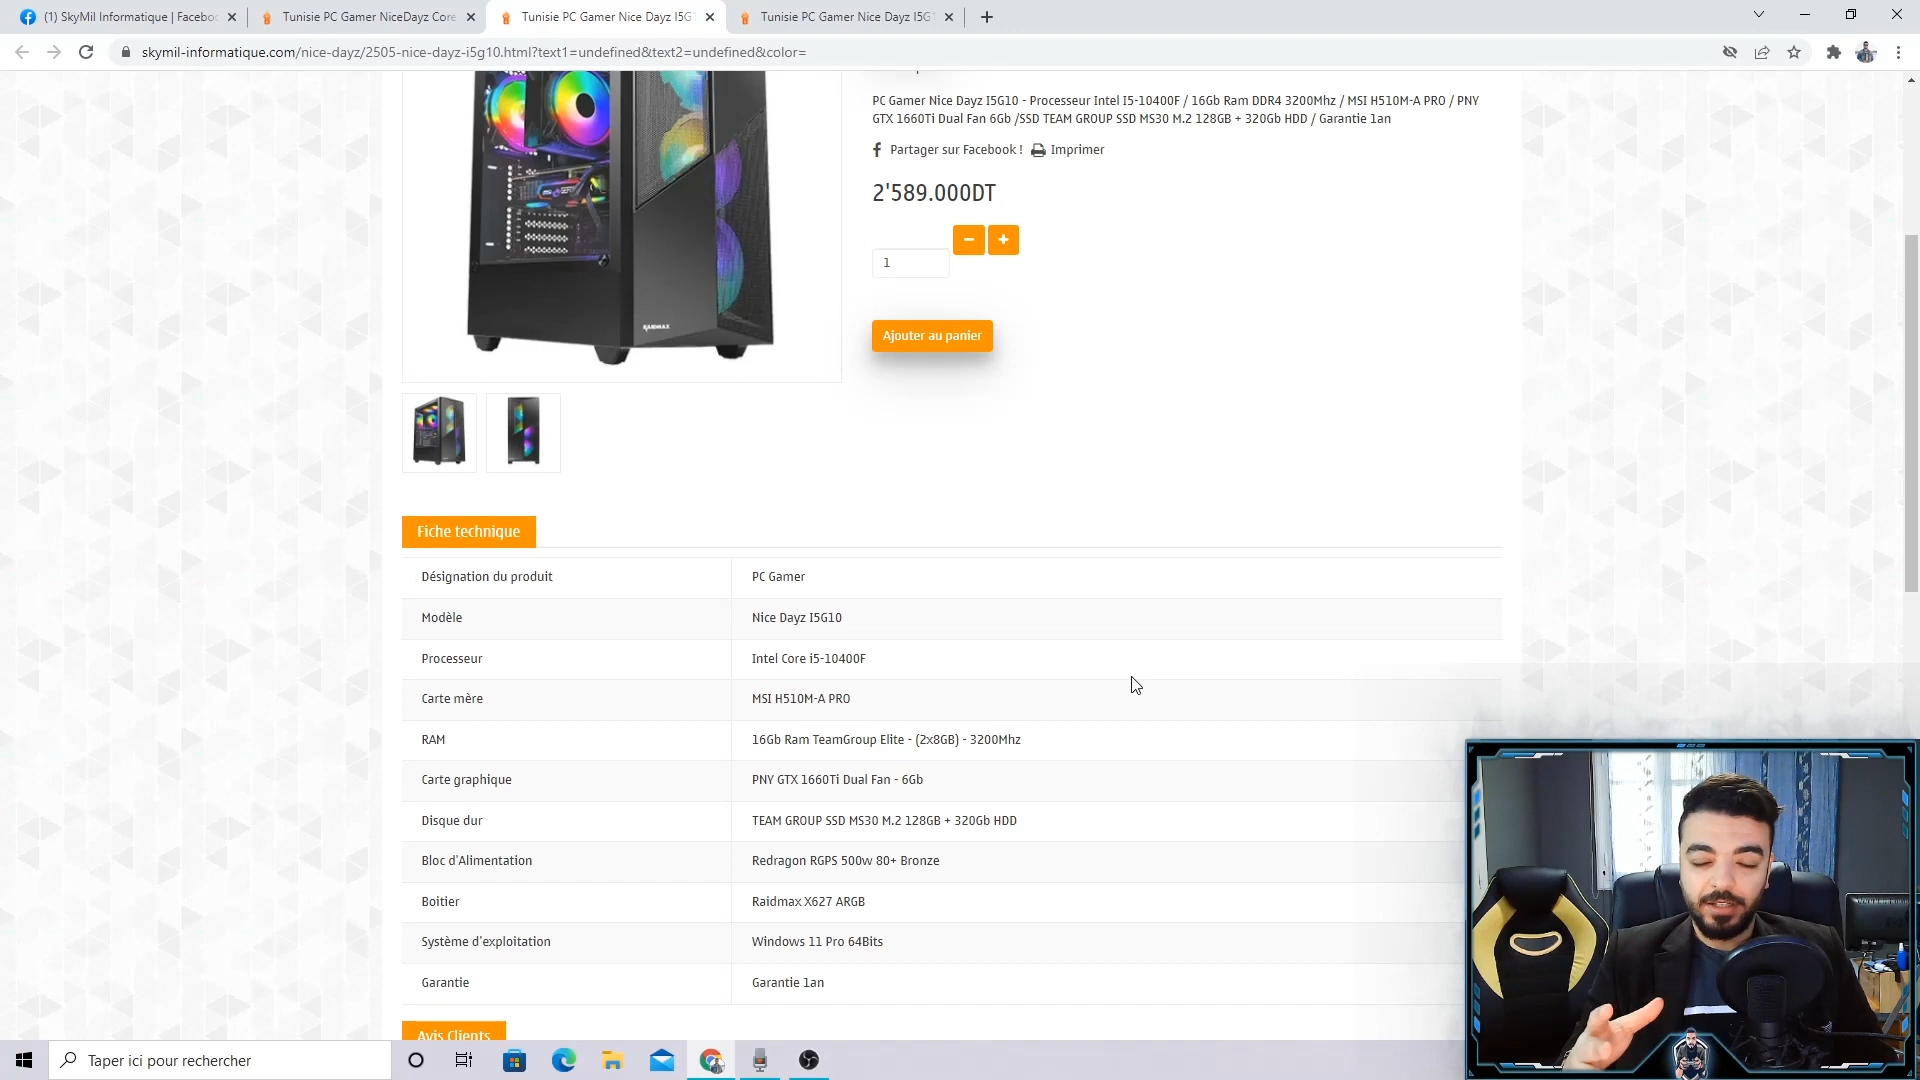 (1) SkyMil Informatique | Faceboo
Tunisie PC Gamer NiceDayz Core
Tunisie PC Gamer Nice Dayz I5G1
Tunisie PC Gamer Nice Dayz I5G1
skymil-informatique.com/nice-dayz/2505-nice-dayz-i5g10.html?text1=undefined&text2=undefined&color=
PC Gamer Nice Dayz I5G10 - Processeur Intel I5-10400F / 16Gb Ram DDR4 3200Mhz / MSI H510M-A PRO / PNY
GTX 1660Ti Dual Fan 6Gb /SSD TEAM GROUP SSD MS30 M.2 128GB + 320Gb HDD / Garantie 1an
Partager sur Facebook ! Imprimer
2'589.000DT
1
Ajouter au panier
RAIDMAX
Fiche technique
Désignation du produit PC Gamer
Modèle Nice Dayz I5G10
Processeur Intel Core i5-10400F
Carte mère MSI H510M-A PRO
RAM 16Gb Ram TeamGroup Elite - (2x8GB) - 3200Mhz
Carte graphique PNY GTX 1660Ti Dual Fan - 6Gb
Disque dur TEAM GROUP SSD MS30 M.2 128GB + 320Gb HDD
Bloc d'Alimentation Redragon RGPS 500w 80+ Bronze
Boitier Raidmax X627 ARGB
Système d'exploitation Windows 11 Pro 64Bits
Garantie Garantie 1an
Avis Clients
Taper ici pour rechercher